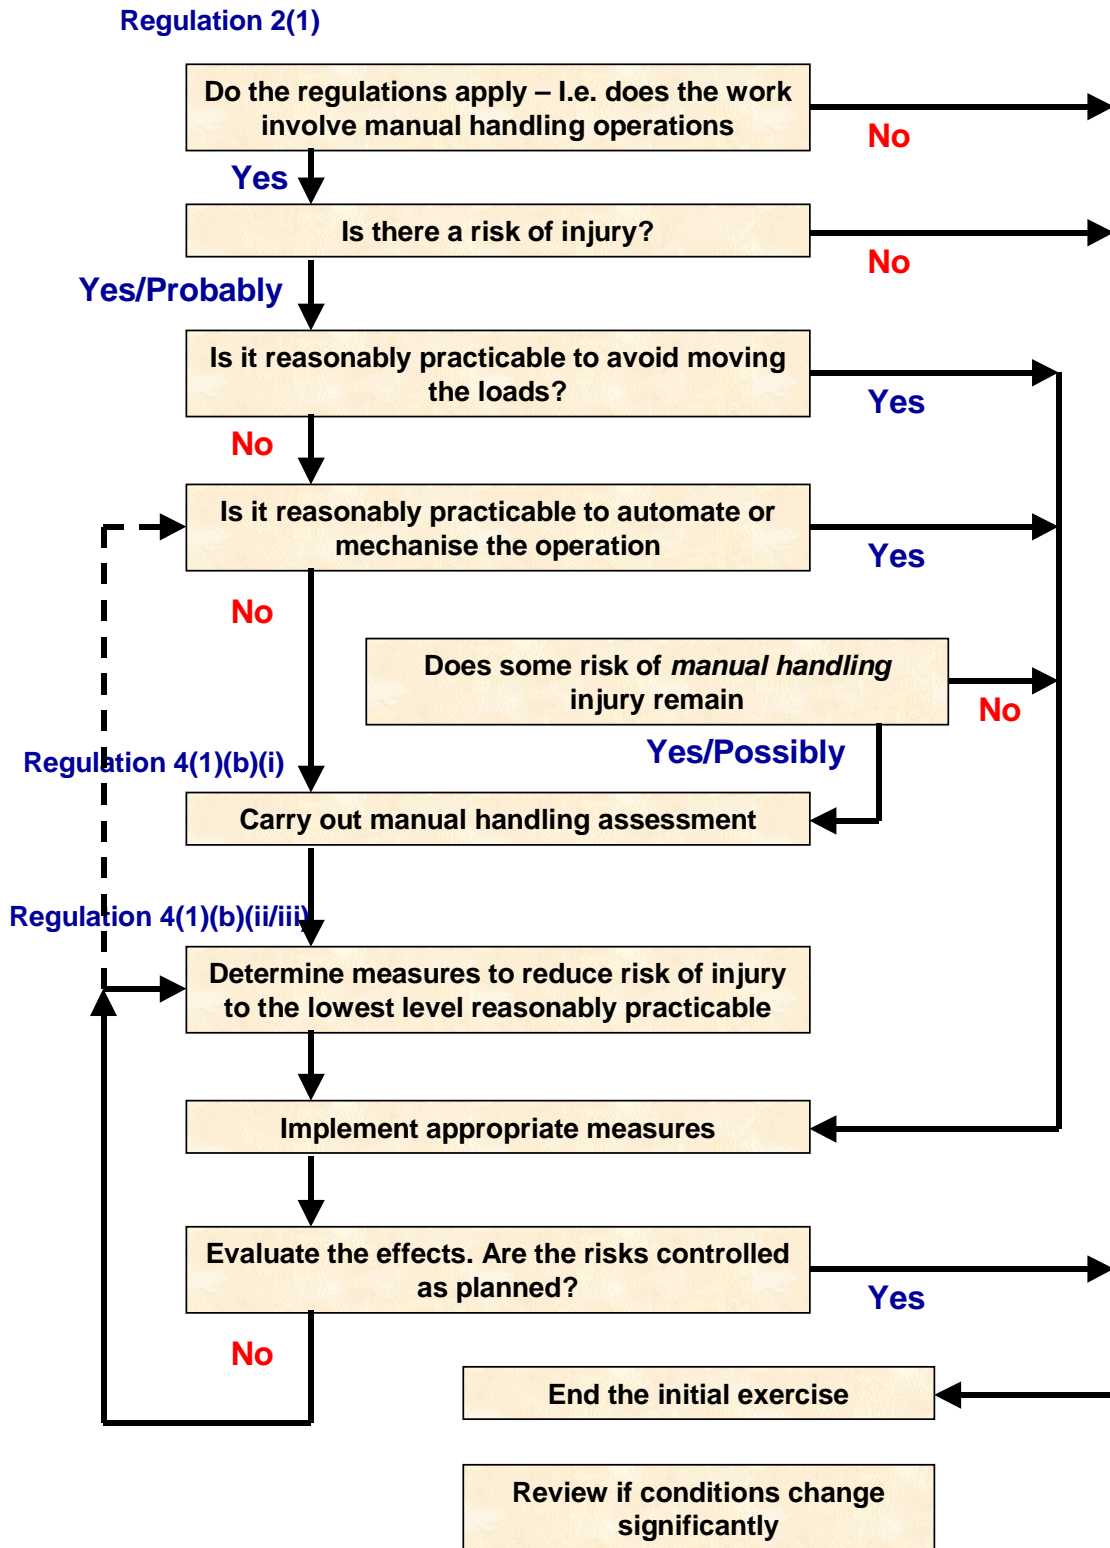 Regulation 2(1)
Do the regulations apply – I.e. does the work
involve manual handling operations
No
Yes
Is there a risk of injury?
No
Yes/Probably
Is it reasonably practicable to avoid moving
the loads?
Yes
No
Is it reasonably practicable to automate or
mechanise the operation
Yes
No
Does some risk of manual handling
injury remain
No
Yes/Possibly
Regulation 4(1)(b)(i)
Carry out manual handling assessment
Regulation 4(1)(b)(ii/iii)
Determine measures to reduce risk of injury
to the lowest level reasonably practicable
Implement appropriate measures
Evaluate the effects. Are the risks controlled
as planned?
Yes
No
End the initial exercise
Review if conditions change
significantly